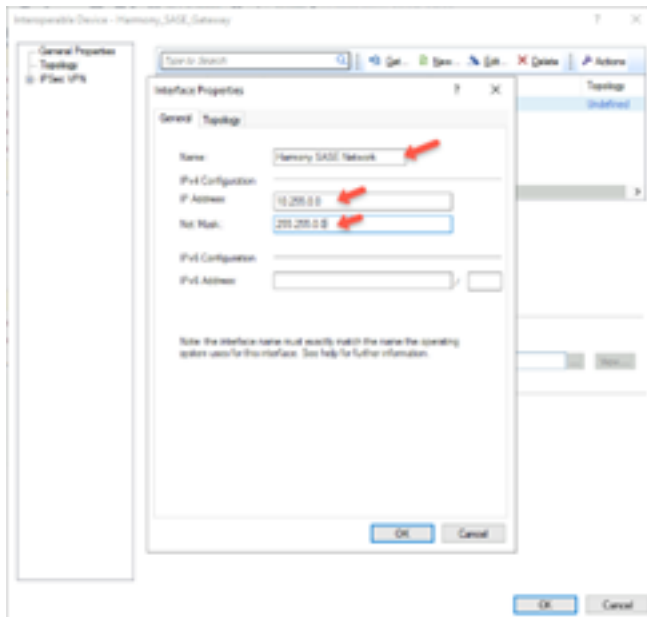 Interoperable Device - Harmony_SASE_Gateway
General Properties
Topology
IPSec VPN
Type to Search
Get...
New...
Edit...
Delete
Actions
Topology
Undefined
Interface Properties
General
Topology
Name:
Harmony SASE Network
IPv4 Configuration
IP Address:
10.255.0.0
Net Mask:
255.255.0.0
IPv6 Configuration
IPv6 Address:
/
Note: the interface name must exactly match the name the operating
system uses for this interface. See help for further information.
New...
OK
Cancel
OK
Cancel